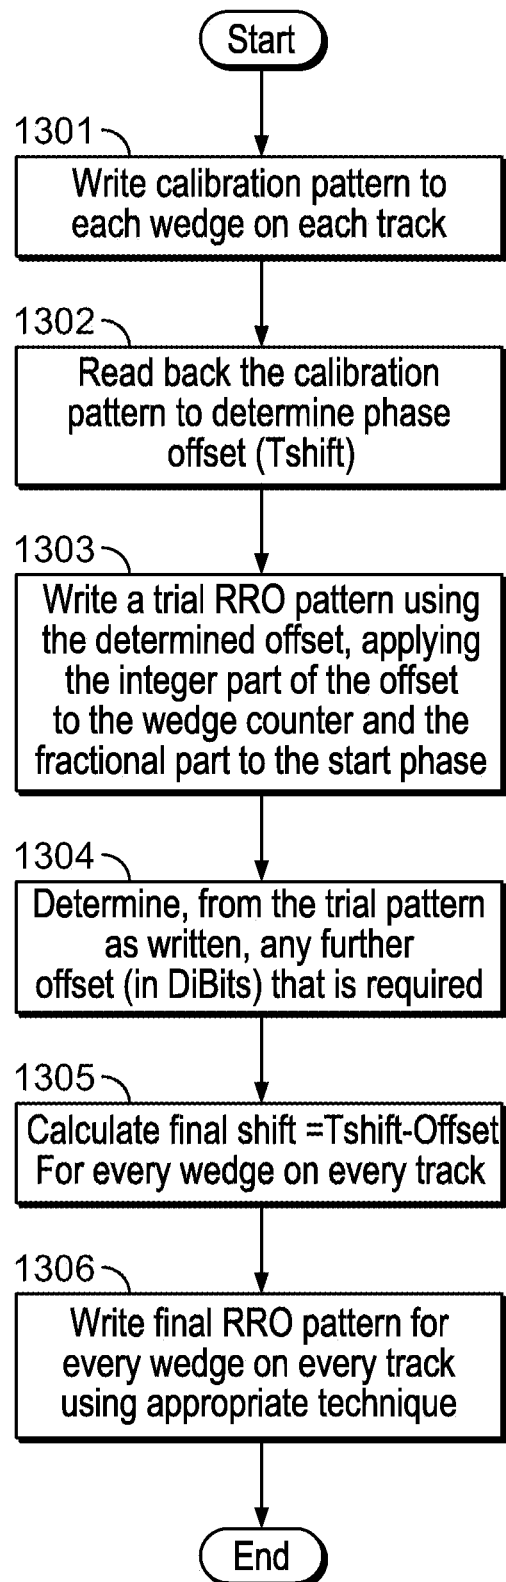 Start
1301
Write calibration pattern to
each wedge on each track
1302
Read back the calibration
pattern to determine phase
offset (Tshift)
1303
Write a trial RRO pattern using
the determined offset, applying
the integer part of the offset
to the wedge counter and the
fractional part to the start phase
1304
Determine, from the trial pattern
as written, any further
offset (in DiBits) that is required
1305
Calculate final shift =Tshift-Offset
For every wedge on every track
1306
Write final RRO pattern for
every wedge on every track
using appropriate technique
End